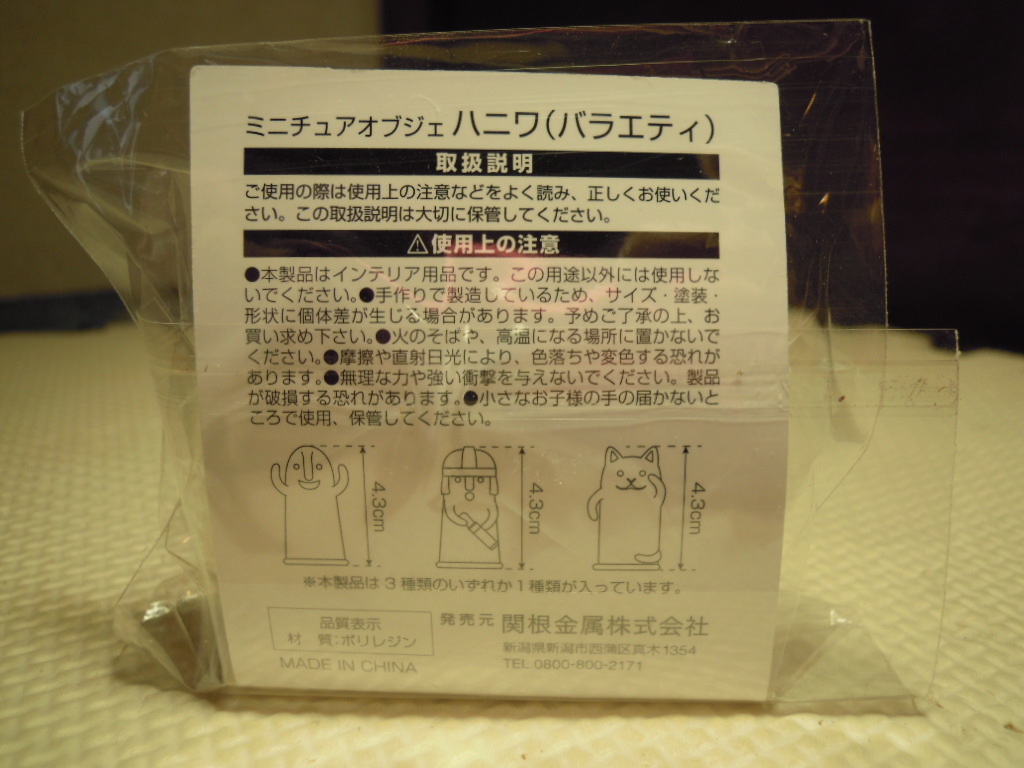 ミニチュアオブジェ ハニワ(バラエティ)
取扱説明
ご使用の際は使用上の注意などをよく読み、正しくお使いくだ
さい。この取扱説明は大切に保管してください。
⚠使用上の注意
●本製品はインテリア用品です。この用途以外には使用しな
いでください。●手作りで製造しているため、サイズ・塗装・
形状に個体差が生じる場合があります。予めご了承の上、お
買い求め下さい。●火のそばや、高温になる場所に置かないで
ください。●摩擦や直射日光により、色落ちや変色する恐れが
あります。●無理な力や強い衝撃を与えないでください。製品
が破損する恐れがあります。●小さなお子様の手の届かないと
ころで使用、保管してください。
4.3cm
4.3cm
4.3cm
※本製品は3種類のいずれか1種類が入っています。
品質表示
材 質:ポリレジン
MADE IN CHINA
発売元 関根金属株式会社
新潟県新潟市西蒲区真木1354
TEL 0800-800-2171